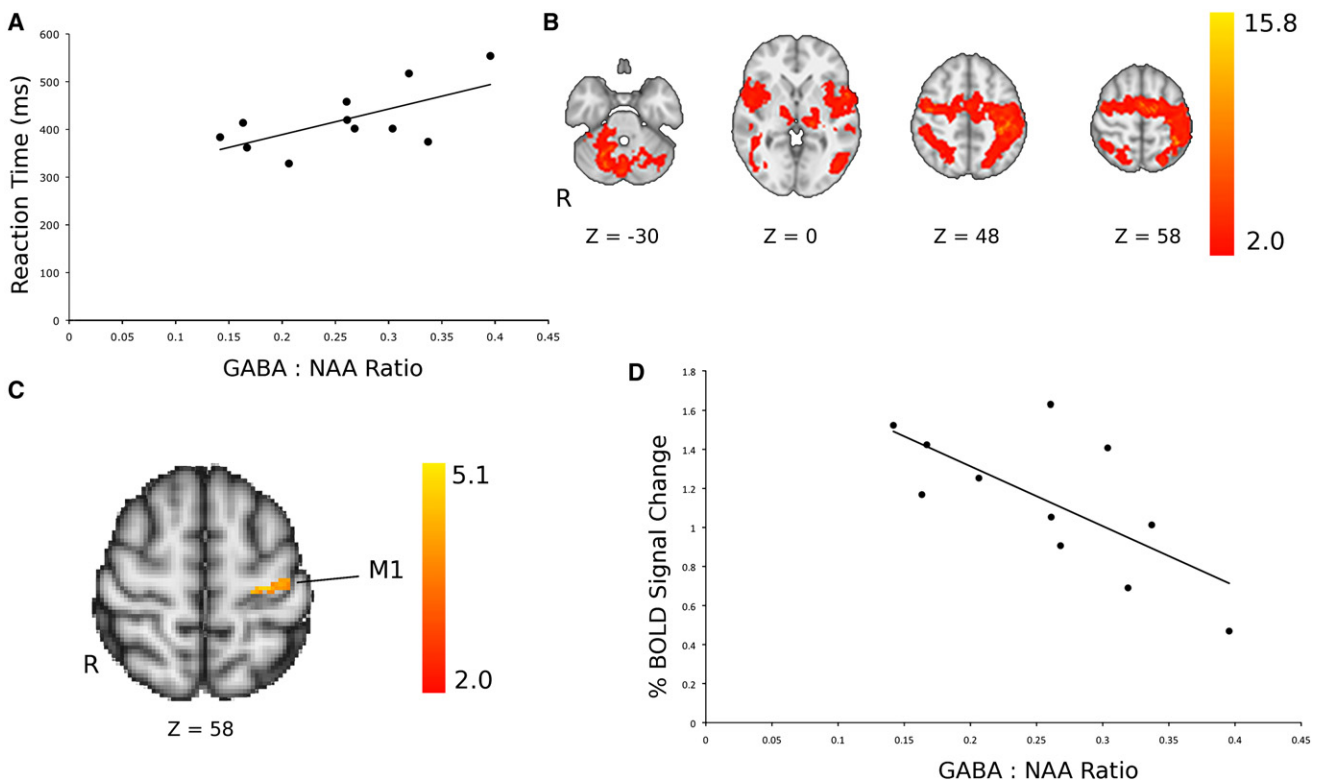 A
600
500
400
300
200
100
0
Reaction Time (ms)
0 0.05 0.1 0.15 0.2 0.25 0.3 0.35 0.4 0.45
GABA : NAA Ratio
B
15.8
2.0
R
Z = -30 Z = 0 Z = 48 Z = 58
C
5.1
2.0
M1
R
Z = 58
D
1.8
1.6
1.4
1.2
1
0.8
0.6
0.4
0.2
0
% BOLD Signal Change
0 0.05 0.1 0.15 0.2 0.25 0.3 0.35 0.4 0.45
GABA : NAA Ratio